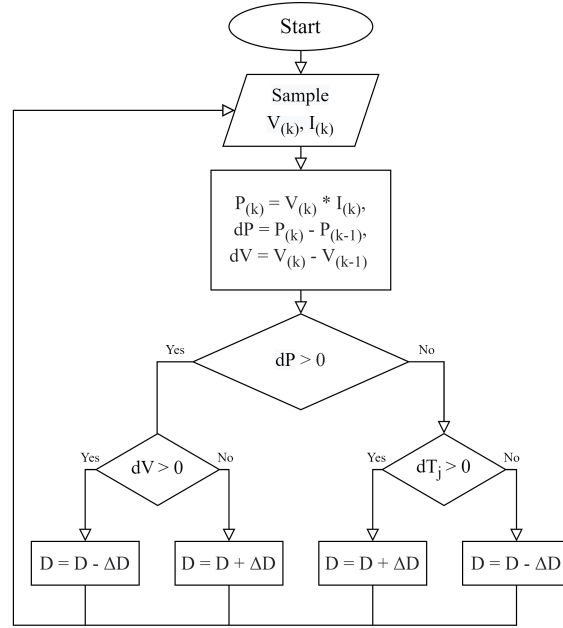 Start
Sample
V(k), I(k)
P(k) = V(k) * I(k),
dP = P(k) - P(k-1),
dV = V(k) - V(k-1)
Yes
dP > 0
No
Yes
dV > 0
No
Yes
dTj > 0
No
D = D - ΔD
D = D + ΔD
D = D + ΔD
D = D - ΔD